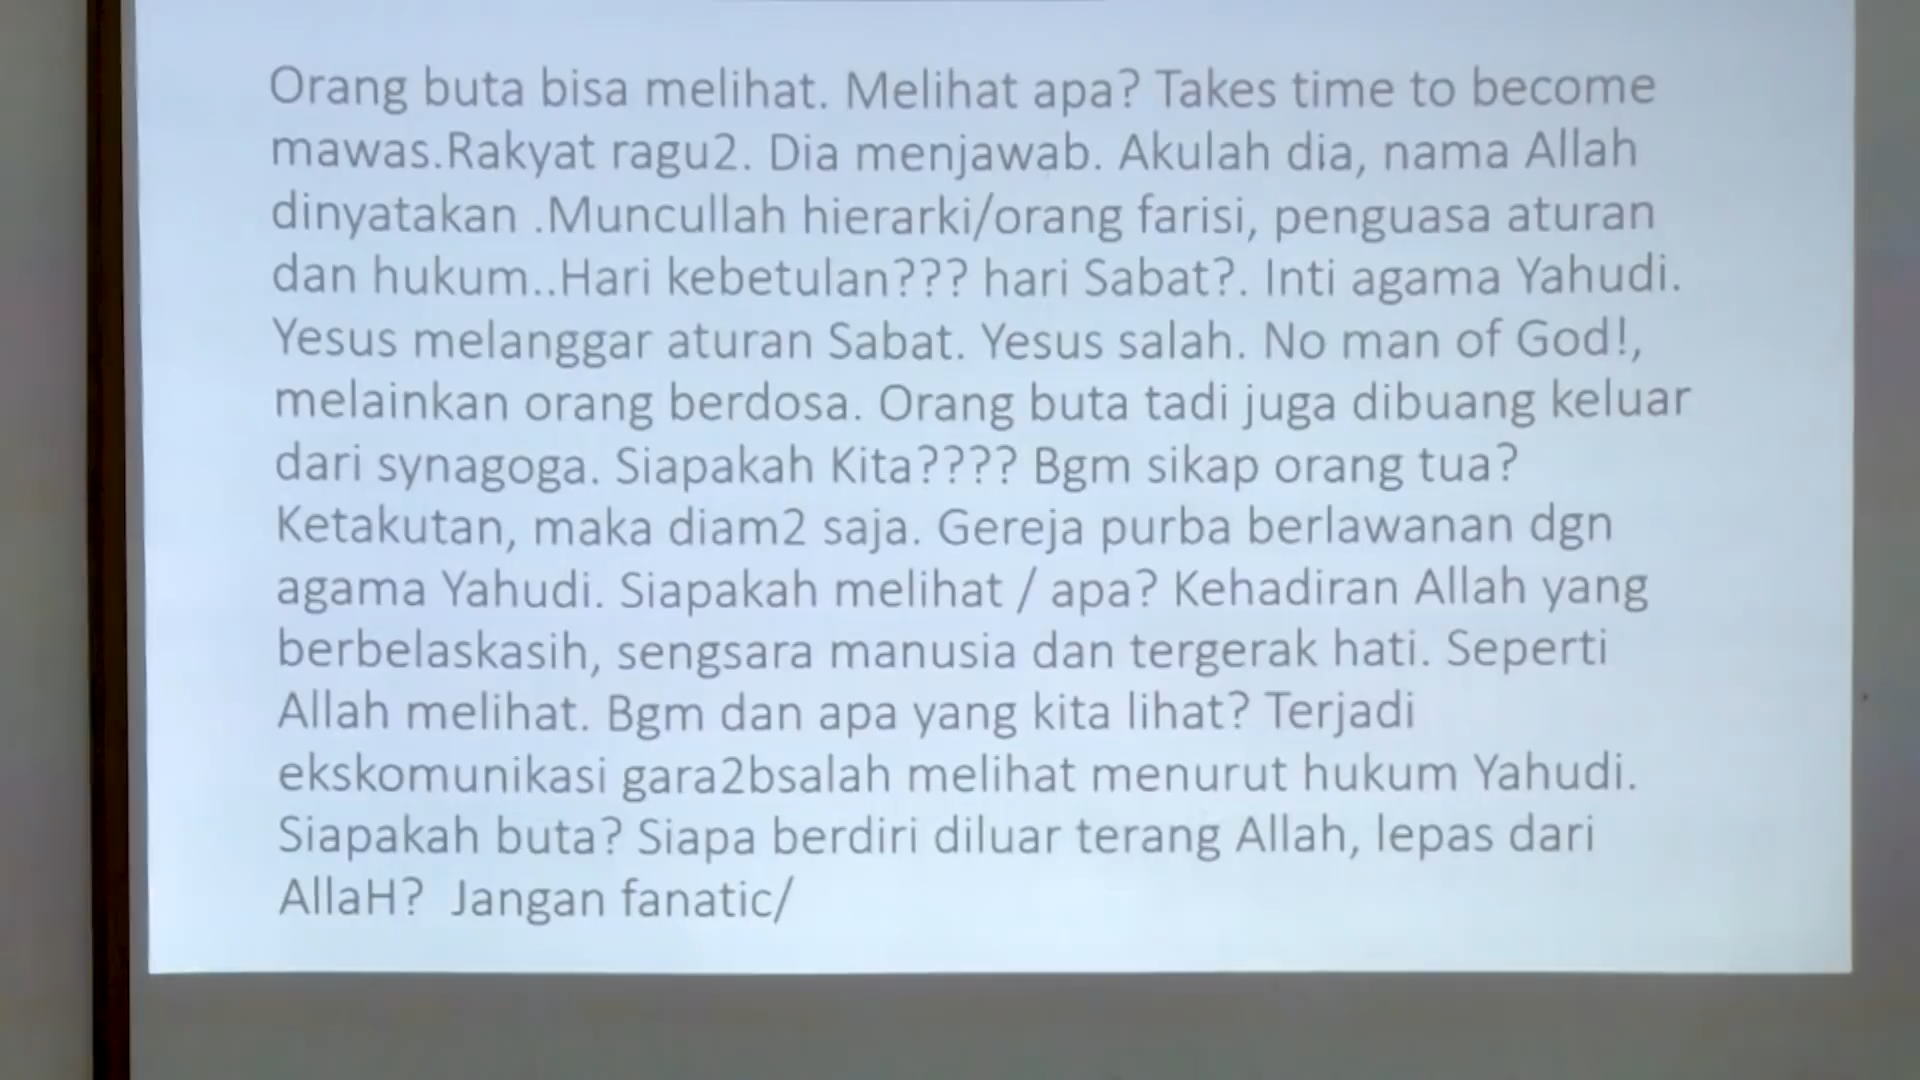 Orang buta bisa melihat. Melihat apa? Takes time to become
mawas.Rakyat ragu2. Dia menjawab. Akulah dia, nama Allah
dinyatakan .Muncullah hierarki/orang farisi, penguasa aturan
dan hukum..Hari kebetulan??? hari Sabat?. Inti agama Yahudi.
Yesus melanggar aturan Sabat. Yesus salah. No man of God!,
melainkan orang berdosa. Orang buta tadi juga dibuang keluar
dari synagoga. Siapakah Kita???? Bgm sikap orang tua?
Ketakutan, maka diam2 saja. Gereja purba berlawanan dgn
agama Yahudi. Siapakah melihat / apa? Kehadiran Allah yang
berbelaskasih, sengsara manusia dan tergerak hati. Seperti
Allah melihat. Bgm dan apa yang kita lihat? Terjadi
ekskomunikasi gara2bsalah melihat menurut hukum Yahudi.
Siapakah buta? Siapa berdiri diluar terang Allah, lepas dari
AllaH?  Jangan fanatic/